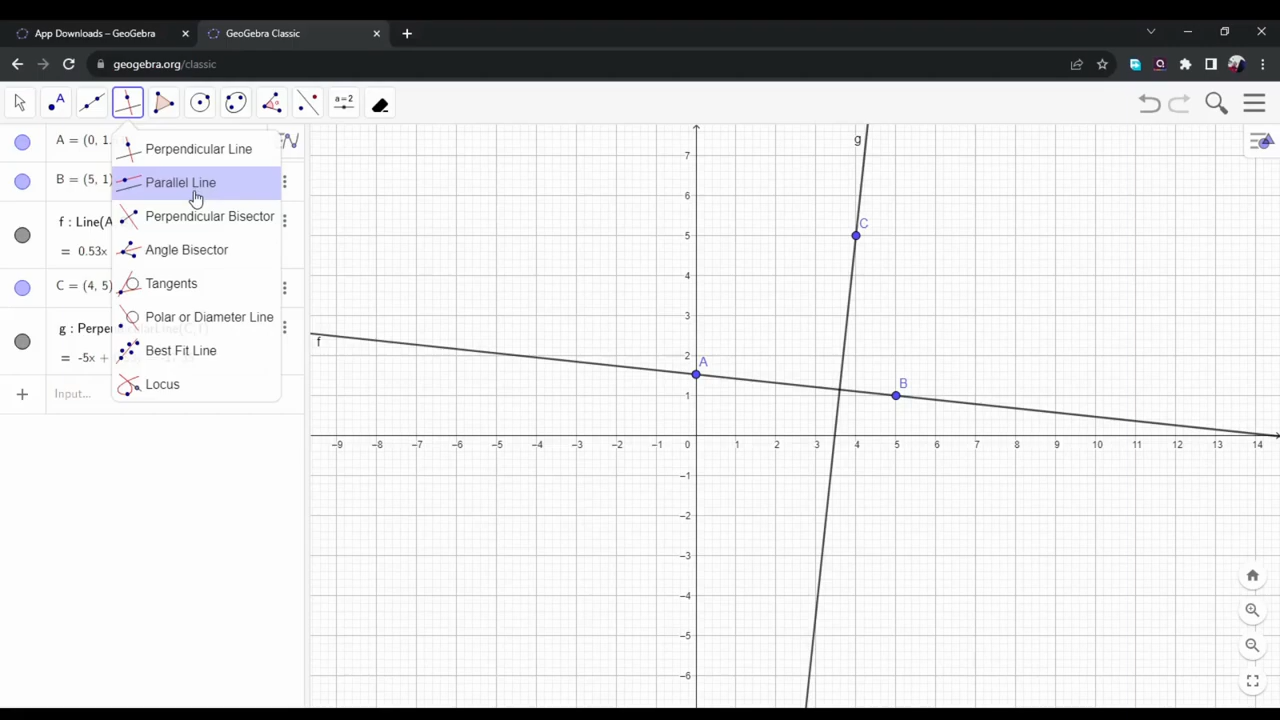 App Downloads – GeoGebra
GeoGebra Classic
geogebra.org/classic
A
a=2
A = (0, 1.
B = (5, 1)
f : Line(A
= 0.53x
C = (4, 5)
g : Perpe
= -5x +
Input...
Perpendicular Line
Parallel Line
Perpendicular Bisector
Angle Bisector
Tangents
Polar or Diameter Line
Best Fit Line
Locus
g
7
6
C
5
4
3
f
2
A
B
1
–9 –8 –7 –6 –5 –4 –3 –2 –1 0 1 2 3 4 5 6 7 8 9 10 11 12 13 14
–1
–2
–3
–4
–5
–6